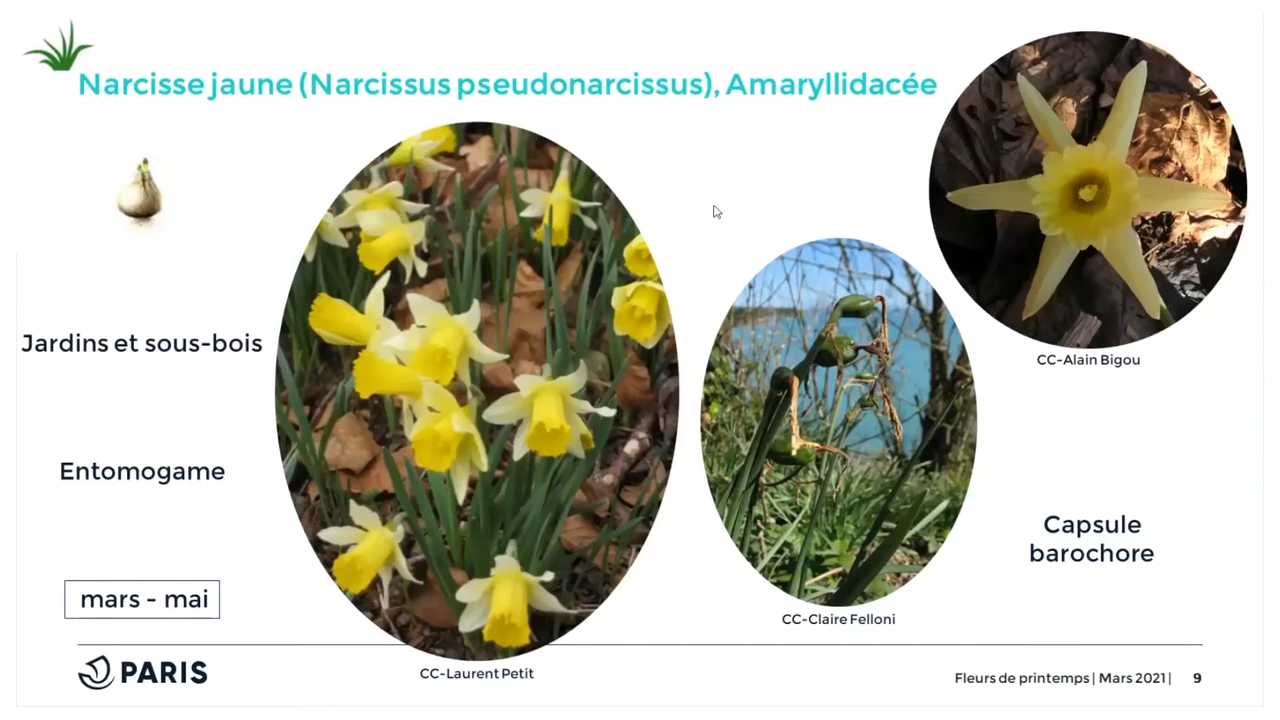 Narcisse jaune (Narcissus pseudonarcissus), Amaryllidacée
Jardins et sous-bois
Entomogame
mars - mai
CC-Alain Bigou
Capsule
barochore
CC-Claire Felloni
CC-Laurent Petit
PARIS
Fleurs de printemps| Mars 2021| 9